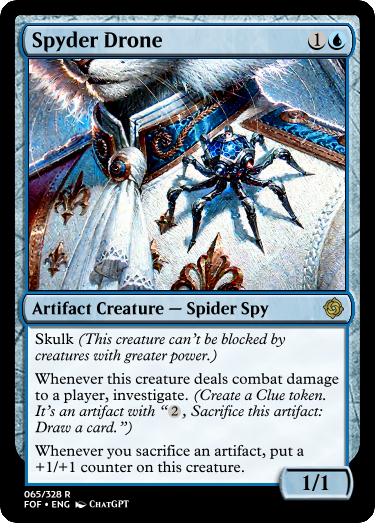 Spyder Drone 1
Artifact Creature — Spider Spy
Skulk (This creature can't be blocked by
creatures with greater power.)
Whenever this creature deals combat damage
to a player, investigate. (Create a Clue token.
It's an artifact with “2, Sacrifice this artifact:
Draw a card.”)
Whenever you sacrifice an artifact, put a
+1/+1 counter on this creature.
1/1
065/328 R
FOF • ENG ChatGPT